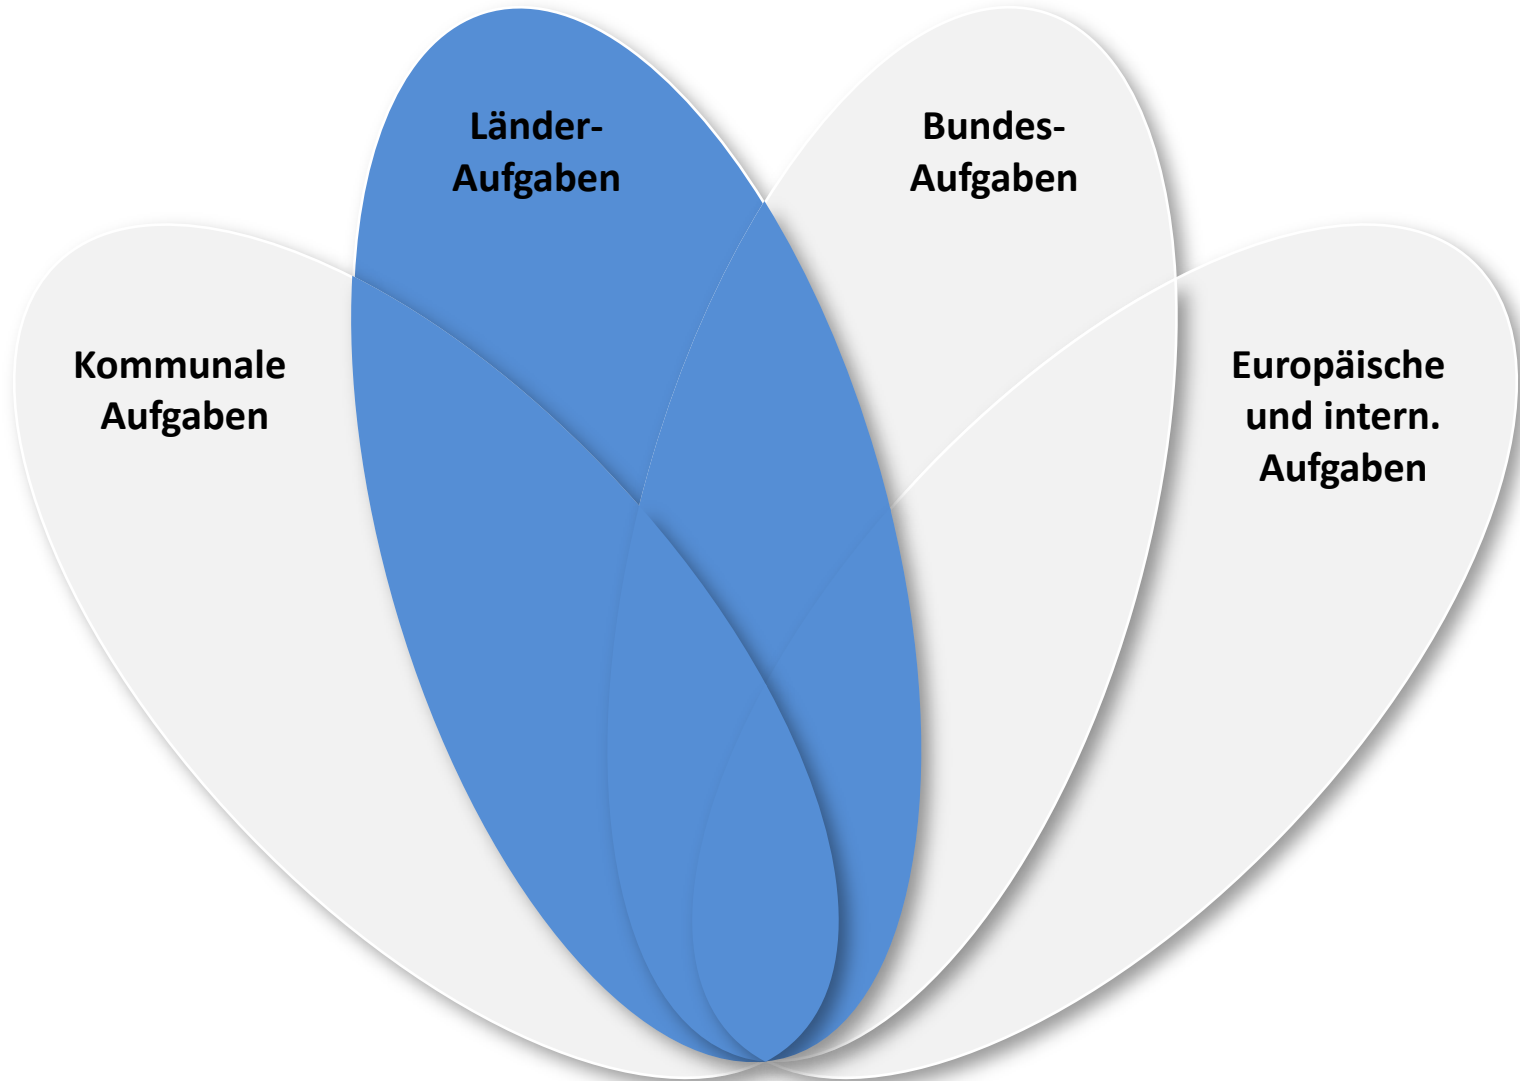 Länder-
Aufgaben
Bundes-
Aufgaben
Kommunale
Aufgaben
Europäische
und intern.
Aufgaben